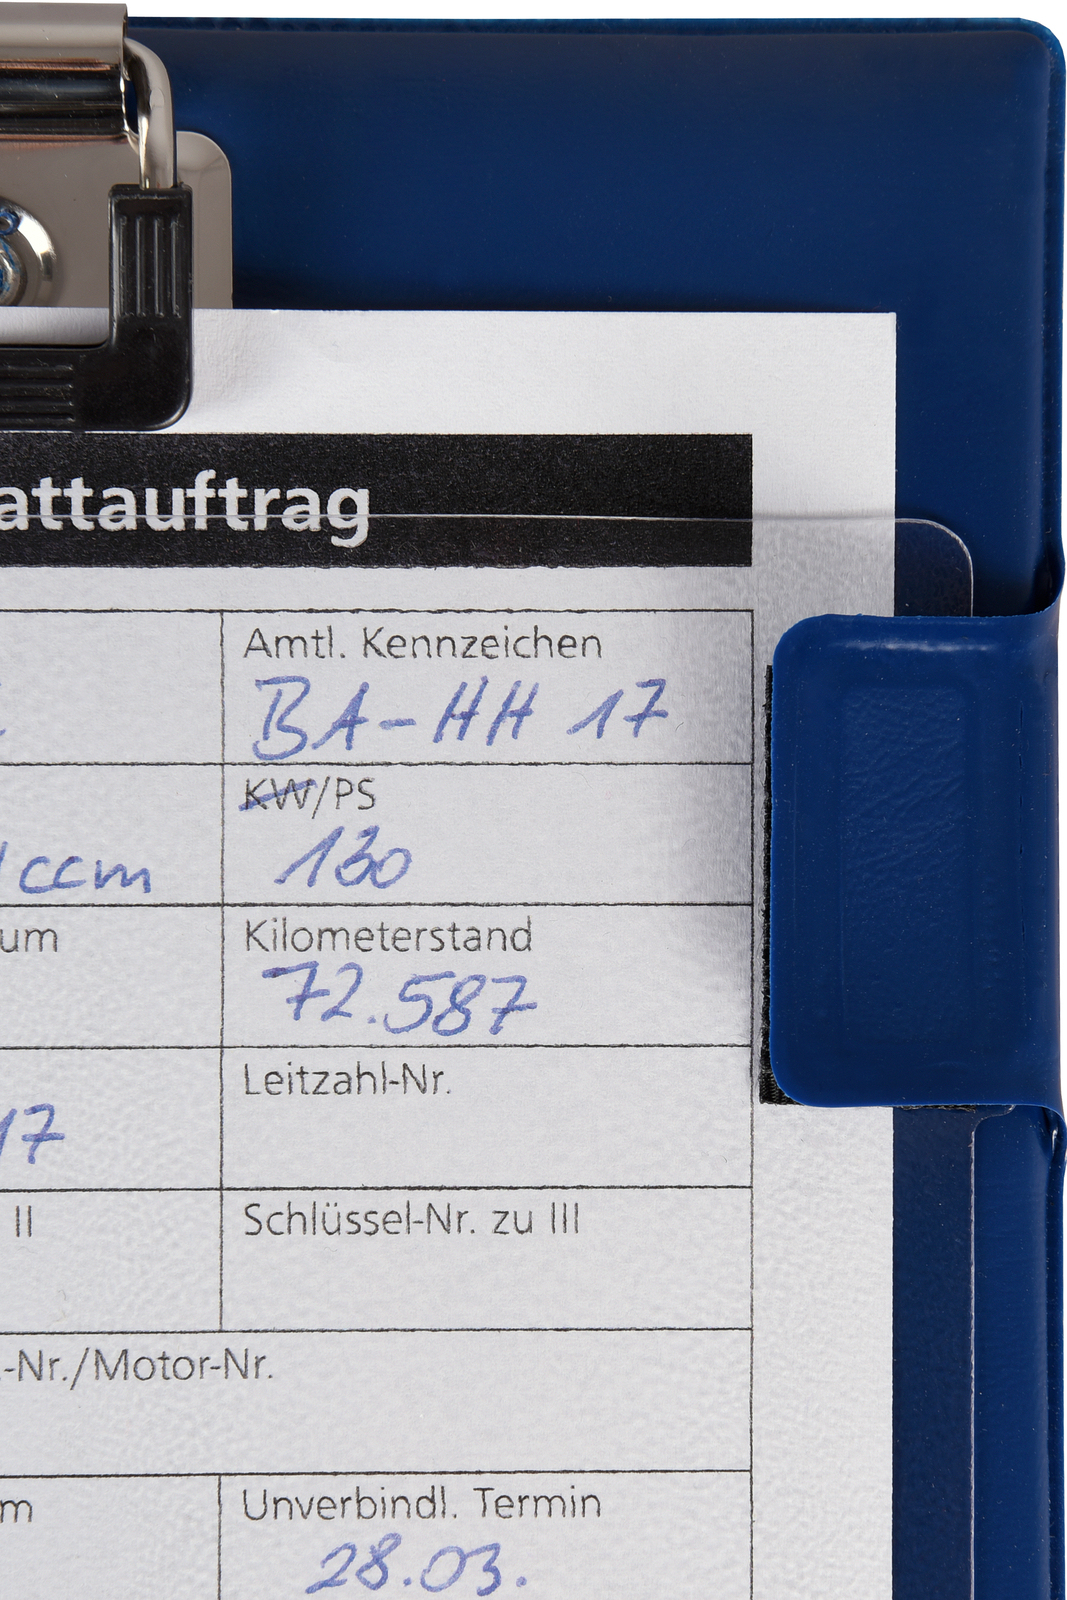 attauftrag
Amtl. Kennzeichen
BA-HH 17
KW/PS
130
ccm
um
Kilometerstand
72.587
Leitzahl-Nr.
17
II
Schlüssel-Nr. zu III
-Nr./Motor-Nr.
m
Unverbindl. Termin
28.03.